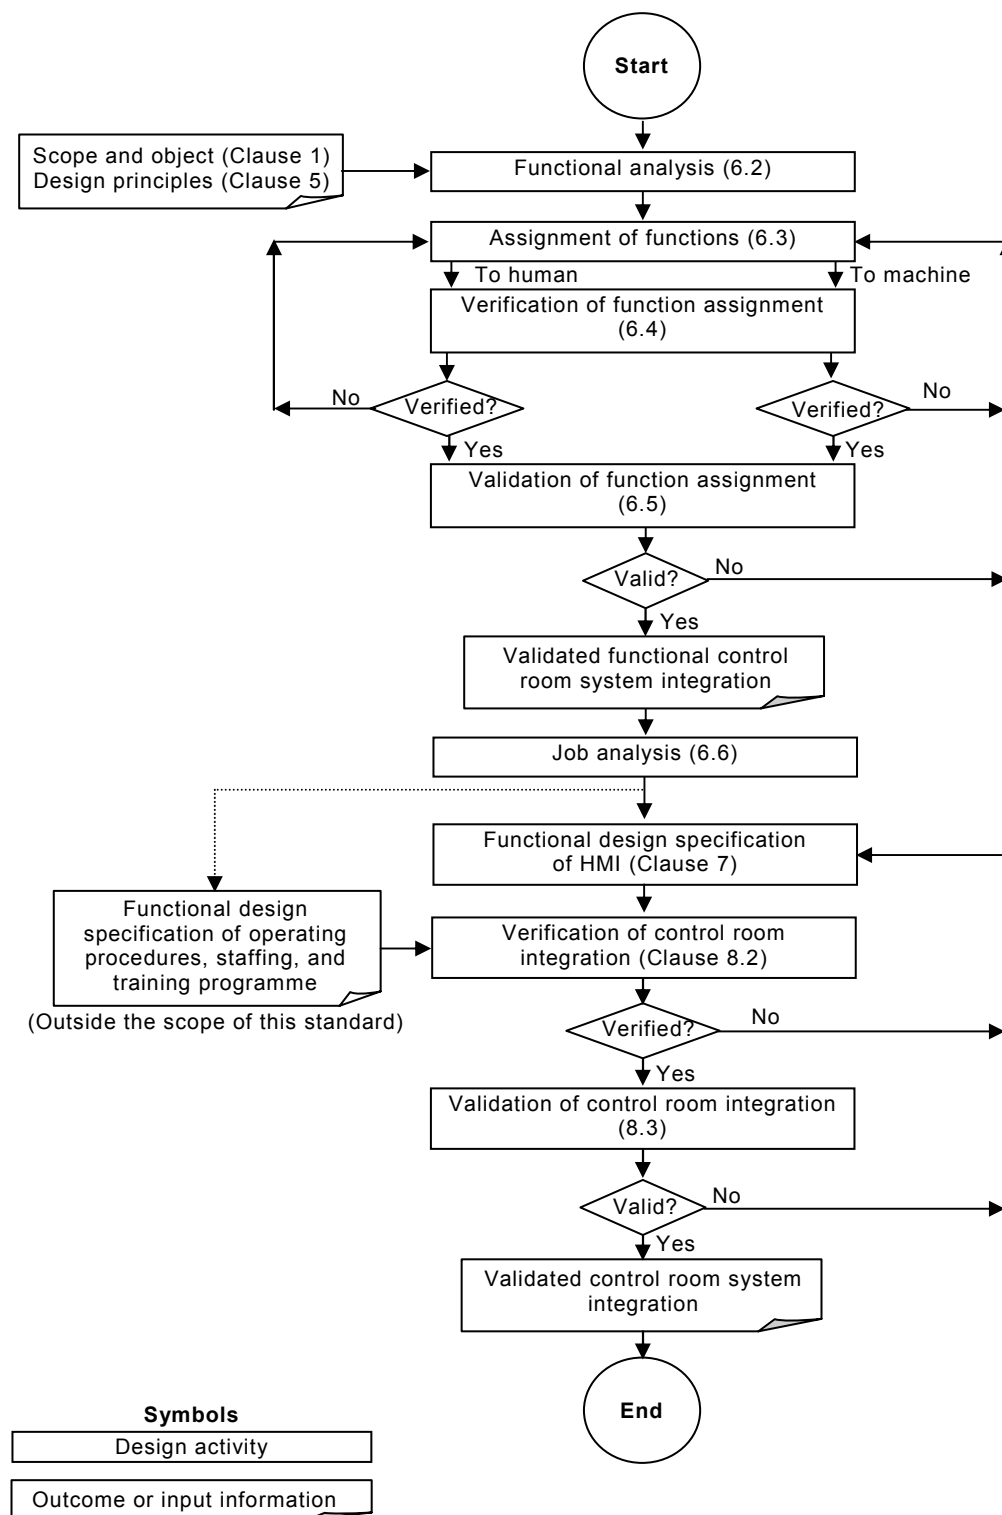 Start
Scope and object (Clause 1)
Design principles (Clause 5)
Functional analysis (6.2)
Assignment of functions (6.3)
To human
To machine
Verification of function assignment
(6.4)
No
Verified?
Verified?
No
Yes
Yes
Validation of function assignment
(6.5)
Valid?
No
Yes
Validated functional control
room system integration
Job analysis (6.6)
Functional design specification
of HMI (Clause 7)
Functional design
specification of operating
procedures, staffing, and
training programme
(Outside the scope of this standard)
Verification of control room
integration (Clause 8.2)
Verified?
No
Yes
Validation of control room integration
(8.3)
Valid?
No
Yes
Validated control room system
integration
End
Symbols
Design activity
Outcome or input information